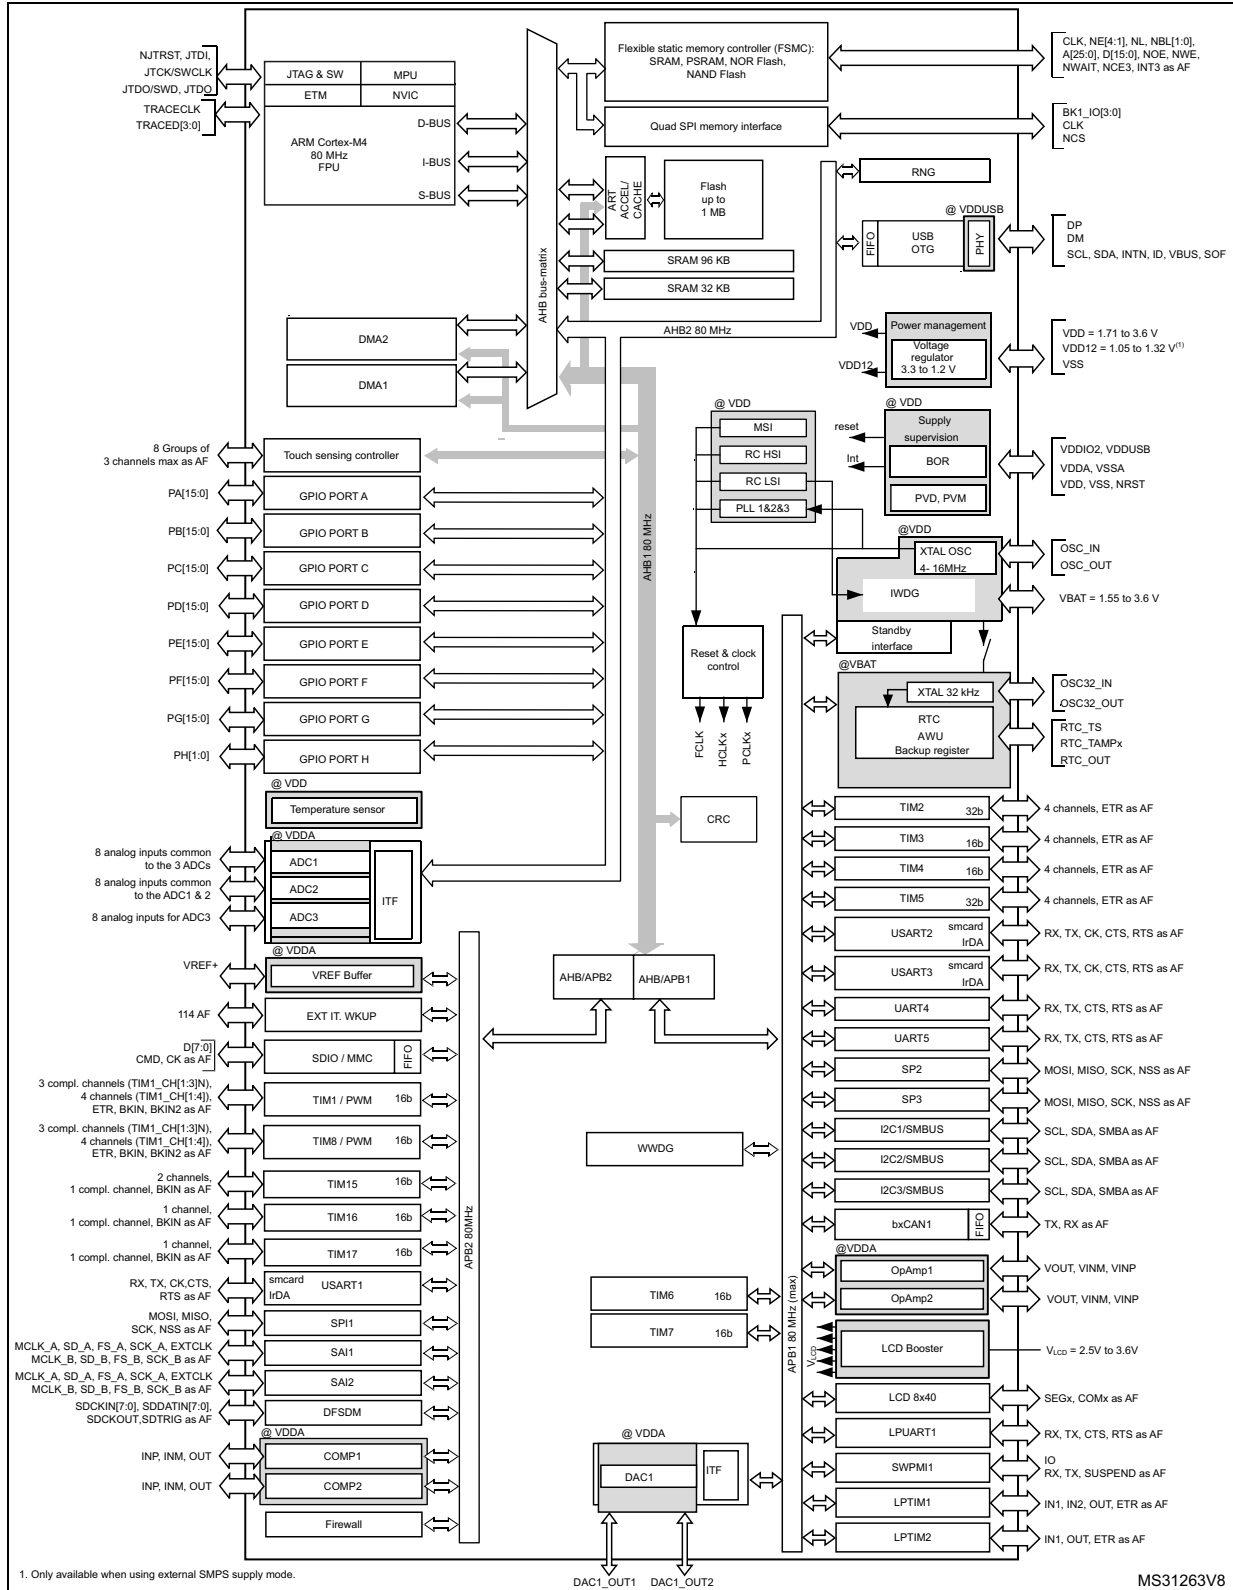 NJTRST, JTDI,
JTCK/SWCLK
JTDO/SWD, JTDO
TRACECLK
TRACED[3:0]
JTAG & SW
MPU
ETM
NVIC
ARM Cortex-M4
80 MHz
FPU
D-BUS
I-BUS
S-BUS
AHB bus-matrix
Flexible static memory controller (FSMC):
SRAM, PSRAM, NOR Flash,
NAND Flash
CLK, NE[4:1], NL, NBL[1:0],
A[25:0], D[15:0], NOE, NWE,
NWAIT, NCE3, INT3 as AF
Quad SPI memory interface
BK1_IO[3:0]
CLK
NCS
ART
ACCEL/
CACHE
Flash
up to
1 MB
RNG
@ VDDUSB
FIFO
USB
OTG
PHY
DP
DM
SCL, SDA, INTN, ID, VBUS, SOF
SRAM 96 KB
SRAM 32 KB
AHB2 80 MHz
DMA2
DMA1
VDD
Power management
Voltage
regulator
3.3 to 1.2 V
VDD12
VDD = 1.71 to 3.6 V
VDD12 = 1.05 to 1.32 V(1)
VSS
@ VDD
MSI
RC HSI
RC LSI
PLL 1&2&3
@ VDD
reset
Supply
supervision
Int
BOR
PVD, PVM
VDDIO2, VDDUSB
VDDA, VSSA
VDD, VSS, NRST
8 Groups of
3 channels max as AF
Touch sensing controller
PA[15:0]
GPIO PORT A
PB[15:0]
GPIO PORT B
PC[15:0]
GPIO PORT C
PD[15:0]
GPIO PORT D
PE[15:0]
GPIO PORT E
PF[15:0]
GPIO PORT F
PG[15:0]
GPIO PORT G
PH[1:0]
GPIO PORT H
AHB1 80 MHz
@VDD
XTAL OSC
4- 16MHz
IWDG
OSC_IN
OSC_OUT
VBAT = 1.55 to 3.6 V
Standby
interface
Reset & clock
control
FCLK
HCLKx
PCLKx
@VBAT
XTAL 32 kHz
RTC
AWU
Backup register
OSC32_IN
OSC32_OUT
RTC_TS
RTC_TAMPx
RTC_OUT
@ VDD
Temperature sensor
@ VDDA
8 analog inputs common
to the 3 ADCs
ADC1
8 analog inputs common
to the ADC1 & 2
ADC2
8 analog inputs for ADC3
ADC3
ITF
CRC
@ VDDA
VREF+
VREF Buffer
AHB/APB2
AHB/APB1
114 AF
EXT IT. WKUP
D[7:0]
CMD, CK as AF
SDIO / MMC
FIFO
3 compl. channels (TIM1_CH[1:3]N),
4 channels (TIM1_CH[1:4]),
ETR, BKIN, BKIN2 as AF
TIM1 / PWM
16b
3 compl. channels (TIM1_CH[1:3]N),
4 channels (TIM1_CH[1:4]),
ETR, BKIN, BKIN2 as AF
TIM8 / PWM
16b
2 channels,
1 compl. channel, BKIN as AF
TIM15
16b
1 channel,
1 compl. channel, BKIN as AF
TIM16
16b
1 channel,
1 compl. channel, BKIN as AF
TIM17
16b
RX, TX, CK,CTS,
RTS as AF
smcard
IrDA
USART1
MOSI, MISO,
SCK, NSS as AF
SPI1
MCLK_A, SD_A, FS_A, SCK_A, EXTCLK
MCLK_B, SD_B, FS_B, SCK_B as AF
SAI1
MCLK_A, SD_A, FS_A, SCK_A, EXTCLK
MCLK_B, SD_B, FS_B, SCK_B as AF
SAI2
SDCKIN[7:0], SDDATIN[7:0],
SDCKOUT,SDTRIG as AF
DFSDM
@ VDDA
INP, INM, OUT
COMP1
INP, INM, OUT
COMP2
Firewall
APB2 80MHz
WWDG
TIM6
16b
TIM7
16b
@ VDDA
DAC1
ITF
DAC1_OUT1
DAC1_OUT2
APB1 80 MHz (max)
TIM2
32b
4 channels, ETR as AF
TIM3
16b
4 channels, ETR as AF
TIM4
16b
4 channels, ETR as AF
TIM5
32b
4 channels, ETR as AF
USART2
smcard
IrDA
RX, TX, CK, CTS, RTS as AF
USART3
smcard
IrDA
RX, TX, CK, CTS, RTS as AF
UART4
RX, TX, CTS, RTS as AF
UART5
RX, TX, CTS, RTS as AF
SP2
MOSI, MISO, SCK, NSS as AF
SP3
MOSI, MISO, SCK, NSS as AF
I2C1/SMBUS
SCL, SDA, SMBA as AF
I2C2/SMBUS
SCL, SDA, SMBA as AF
I2C3/SMBUS
SCL, SDA, SMBA as AF
bxCAN1
FIFO
TX, RX as AF
@VDDA
OpAmp1
VOUT, VINM, VINP
OpAmp2
VOUT, VINM, VINP
VLCD
LCD Booster
VLCD = 2.5V to 3.6V
LCD 8x40
SEGx, COMx as AF
LPUART1
RX, TX, CTS, RTS as AF
SWPMI1
IO
RX, TX, SUSPEND as AF
LPTIM1
IN1, IN2, OUT, ETR as AF
LPTIM2
IN1, OUT, ETR as AF
1. Only available when using external SMPS supply mode.
MS31263V8